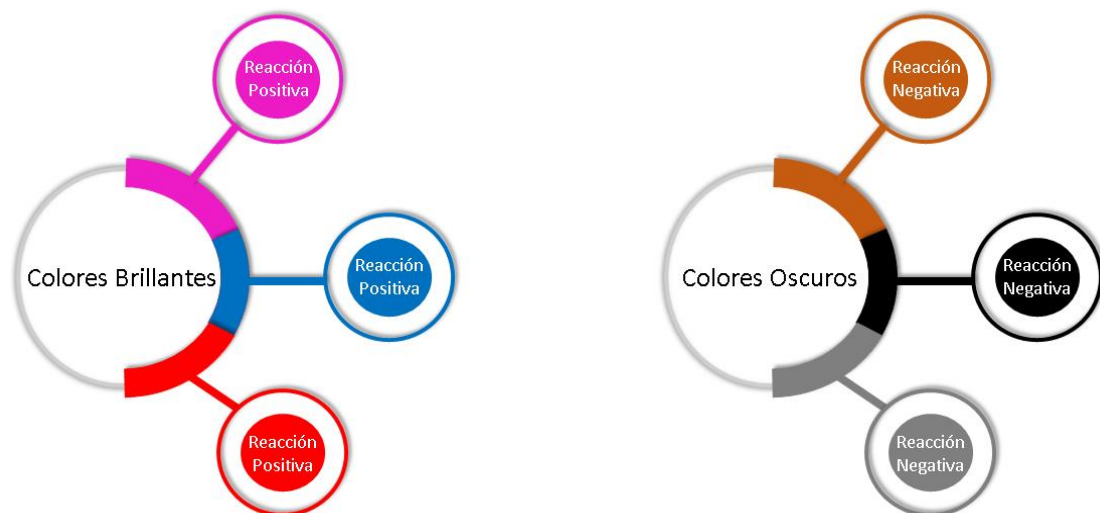 Reacción
Positiva
Colores Brillantes
Reacción
Positiva
Reacción
Positiva
Reacción
Negativa
Colores Oscuros
Reacción
Negativa
Reacción
Negativa